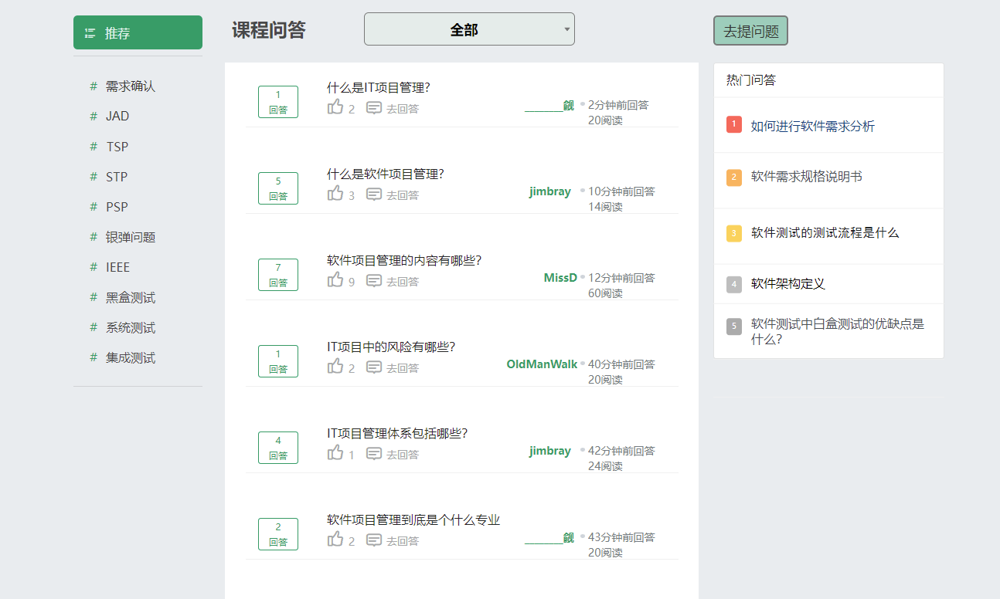 推荐
# 需求确认
# JAD
# TSP
# STP
# PSP
# 银弹问题
# IEEE
# 黑盒测试
# 系统测试
# 集成测试
课程问答
全部
1
回答
什么是IT项目管理?
2 去回答
_______觎 2分钟前回答
20阅读
5
回答
什么是软件项目管理?
3 去回答
jimbray 10分钟前回答
14阅读
7
回答
软件项目管理的内容有哪些?
9 去回答
MissD 12分钟前回答
60阅读
1
回答
IT项目中的风险有哪些?
2 去回答
OldManWalk 40分钟前回答
20阅读
4
回答
IT项目管理体系包括哪些?
1 去回答
jimbray 42分钟前回答
24阅读
2
回答
软件项目管理到底是个什么专业
2 去回答
_______觎 43分钟前回答
20阅读
去提问题
热门问答
1 如何进行软件需求分析
2 软件需求规格说明书
3 软件测试的测试流程是什么
4 软件架构定义
5 软件测试中白盒测试的优缺点是
什么?